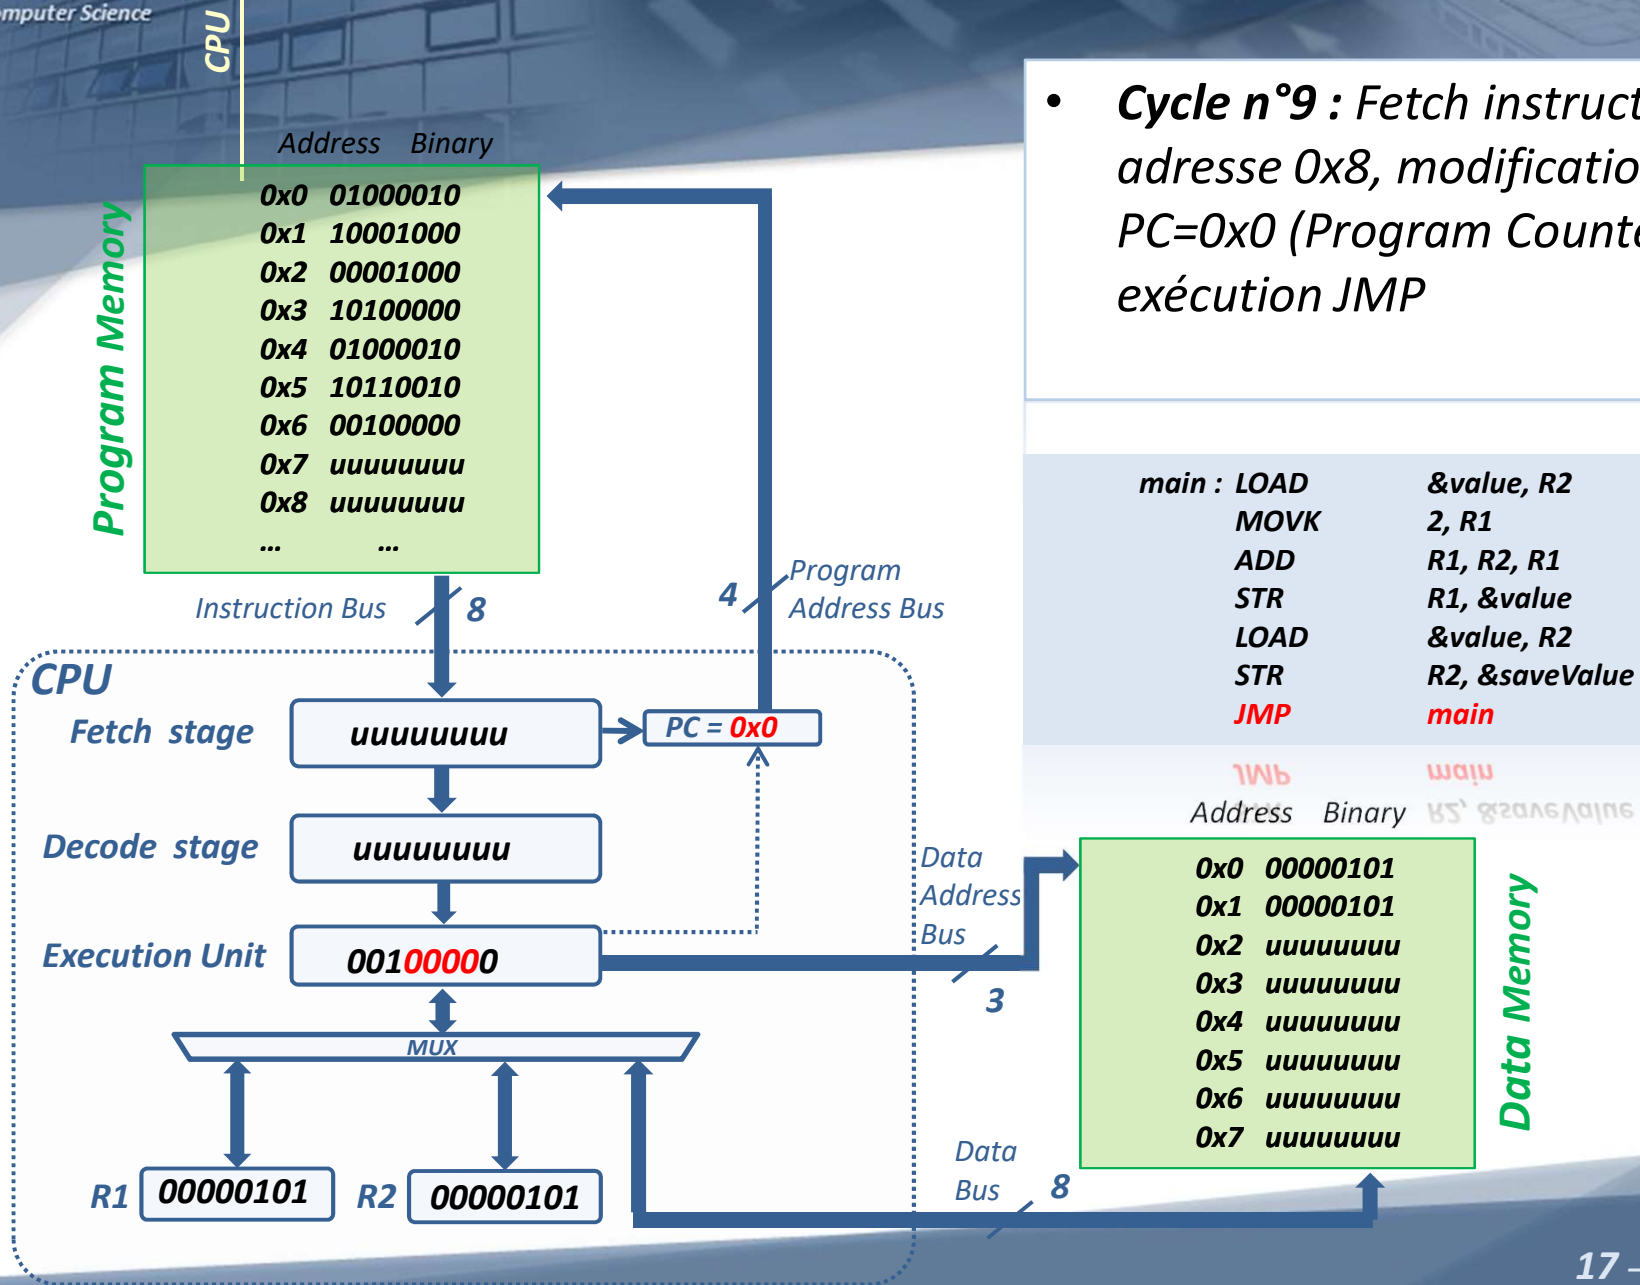 Computer Science
CPU
• Cycle n°9 : Fetch
adresse 0x8,
PC=0x0 (Program
exécution JMP
Address Binary
0x0 01000010
0x1 10001000
0x2 00001000
0x3 10100000
0x4 01000010
0x5 10110010
0x6 00100000
0x7 uuuuuuuu
0x8 uuuuuuuu
... ...
Program Memory
Instruction Bus 8
4 Program
Address Bus
main : LOAD &value, R2
MOVK 2, R1
ADD R1, R2, R1
STR R1, &value
LOAD &value, R2
STR R2, &saveValue
JMP main
JMP main
R2, &saveValue
CPU
Fetch stage uuuuuuuu PC = 0x0
Decode stage uuuuuuuu
Execution Unit 00100000
MUX
R1 00000101 R2 00000101
Data
Address
Bus
3
Address Binary
0x0 00000101
0x1 00000101
0x2 uuuuuuuu
0x3 uuuuuuuu
0x4 uuuuuuuu
0x5 uuuuuuuu
0x6 uuuuuuuu
0x7 uuuuuuuu
Data Memory
Data
Bus 8
17 –